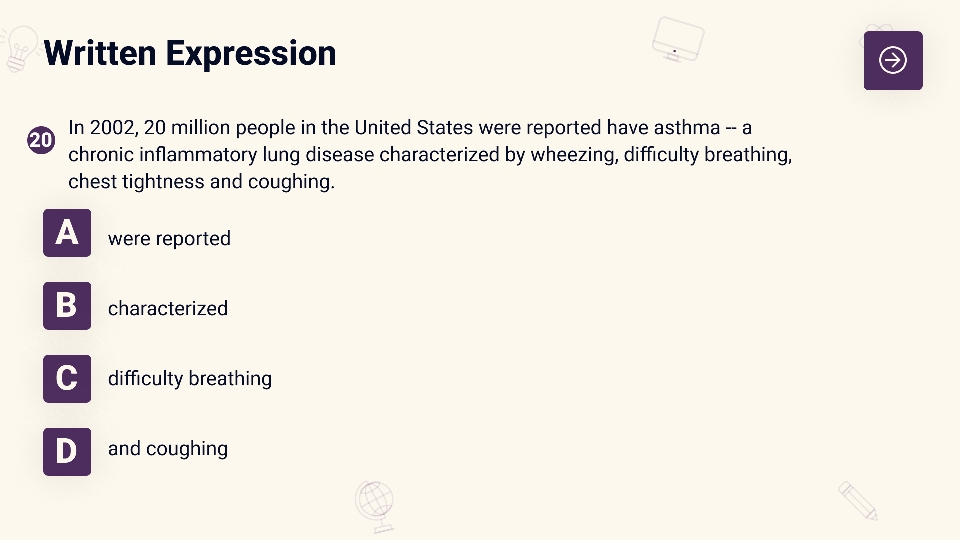 Written Expression
20
In 2002, 20 million people in the United States were reported have asthma -- a
chronic inflammatory lung disease characterized by wheezing, difficulty breathing,
chest tightness and coughing.
A
were reported
B
characterized
C
difficulty breathing
D
and coughing